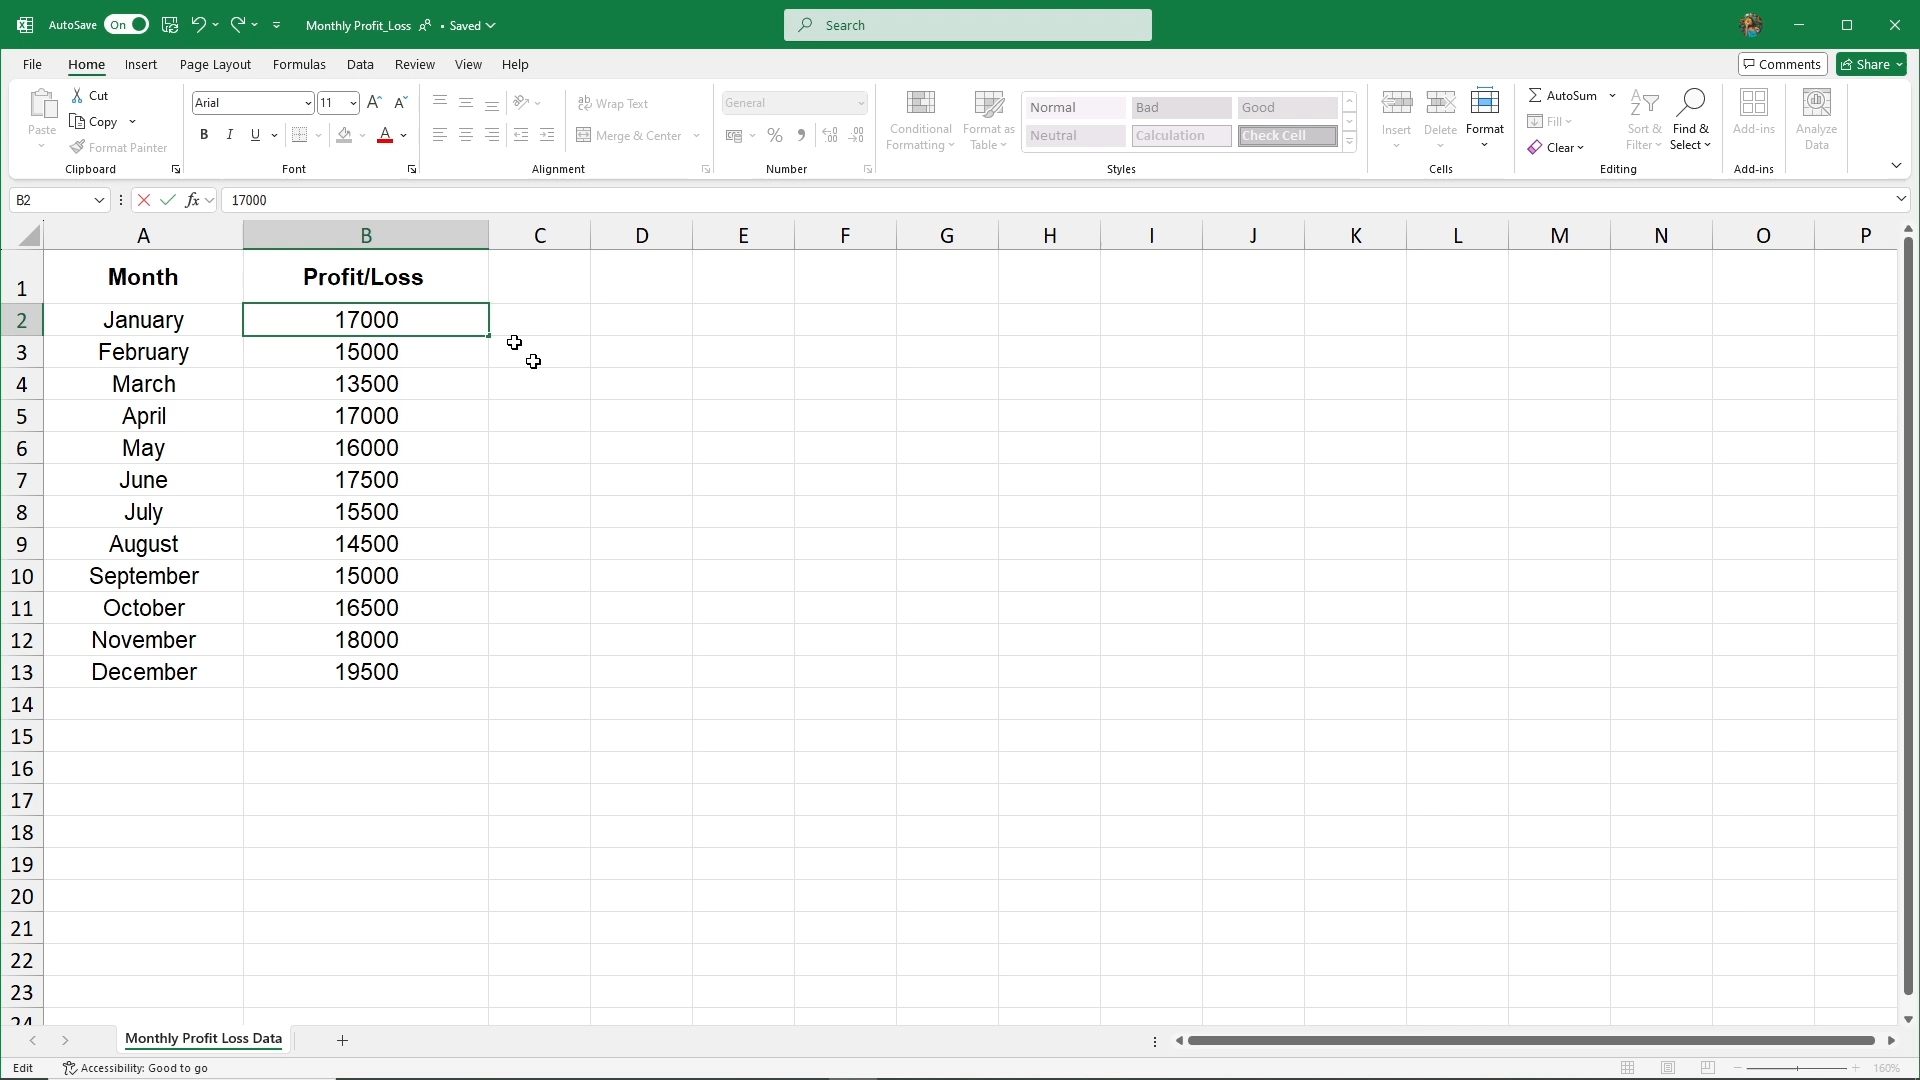 AutoSave On Monthly Profit_Loss • Saved Search
File Home Insert Page Layout Formulas Data Review View Help Comments Share
Paste Cut Copy Format Painter Clipboard
Arial 11 B I U A Font
Wrap Text Merge & Center Alignment
General % Number
Conditional Formatting Format as Table Normal Bad Good Neutral Calculation Check Cell Styles
Insert Delete Format Cells
AutoSum Fill Clear Sort & Filter Find & Select Editing
Add-ins Add-ins
Analyze Data
B2 fx 17000
A B C D E F G H I J K L M N O P
1 Month Profit/Loss
2 January 17000
3 February 15000
4 March 13500
5 April 17000
6 May 16000
7 June 17500
8 July 15500
9 August 14500
10 September 15000
11 October 16500
12 November 18000
13 December 19500
14
15
16
17
18
19
20
21
22
23
24
Monthly Profit Loss Data
Edit Accessibility: Good to go 160%